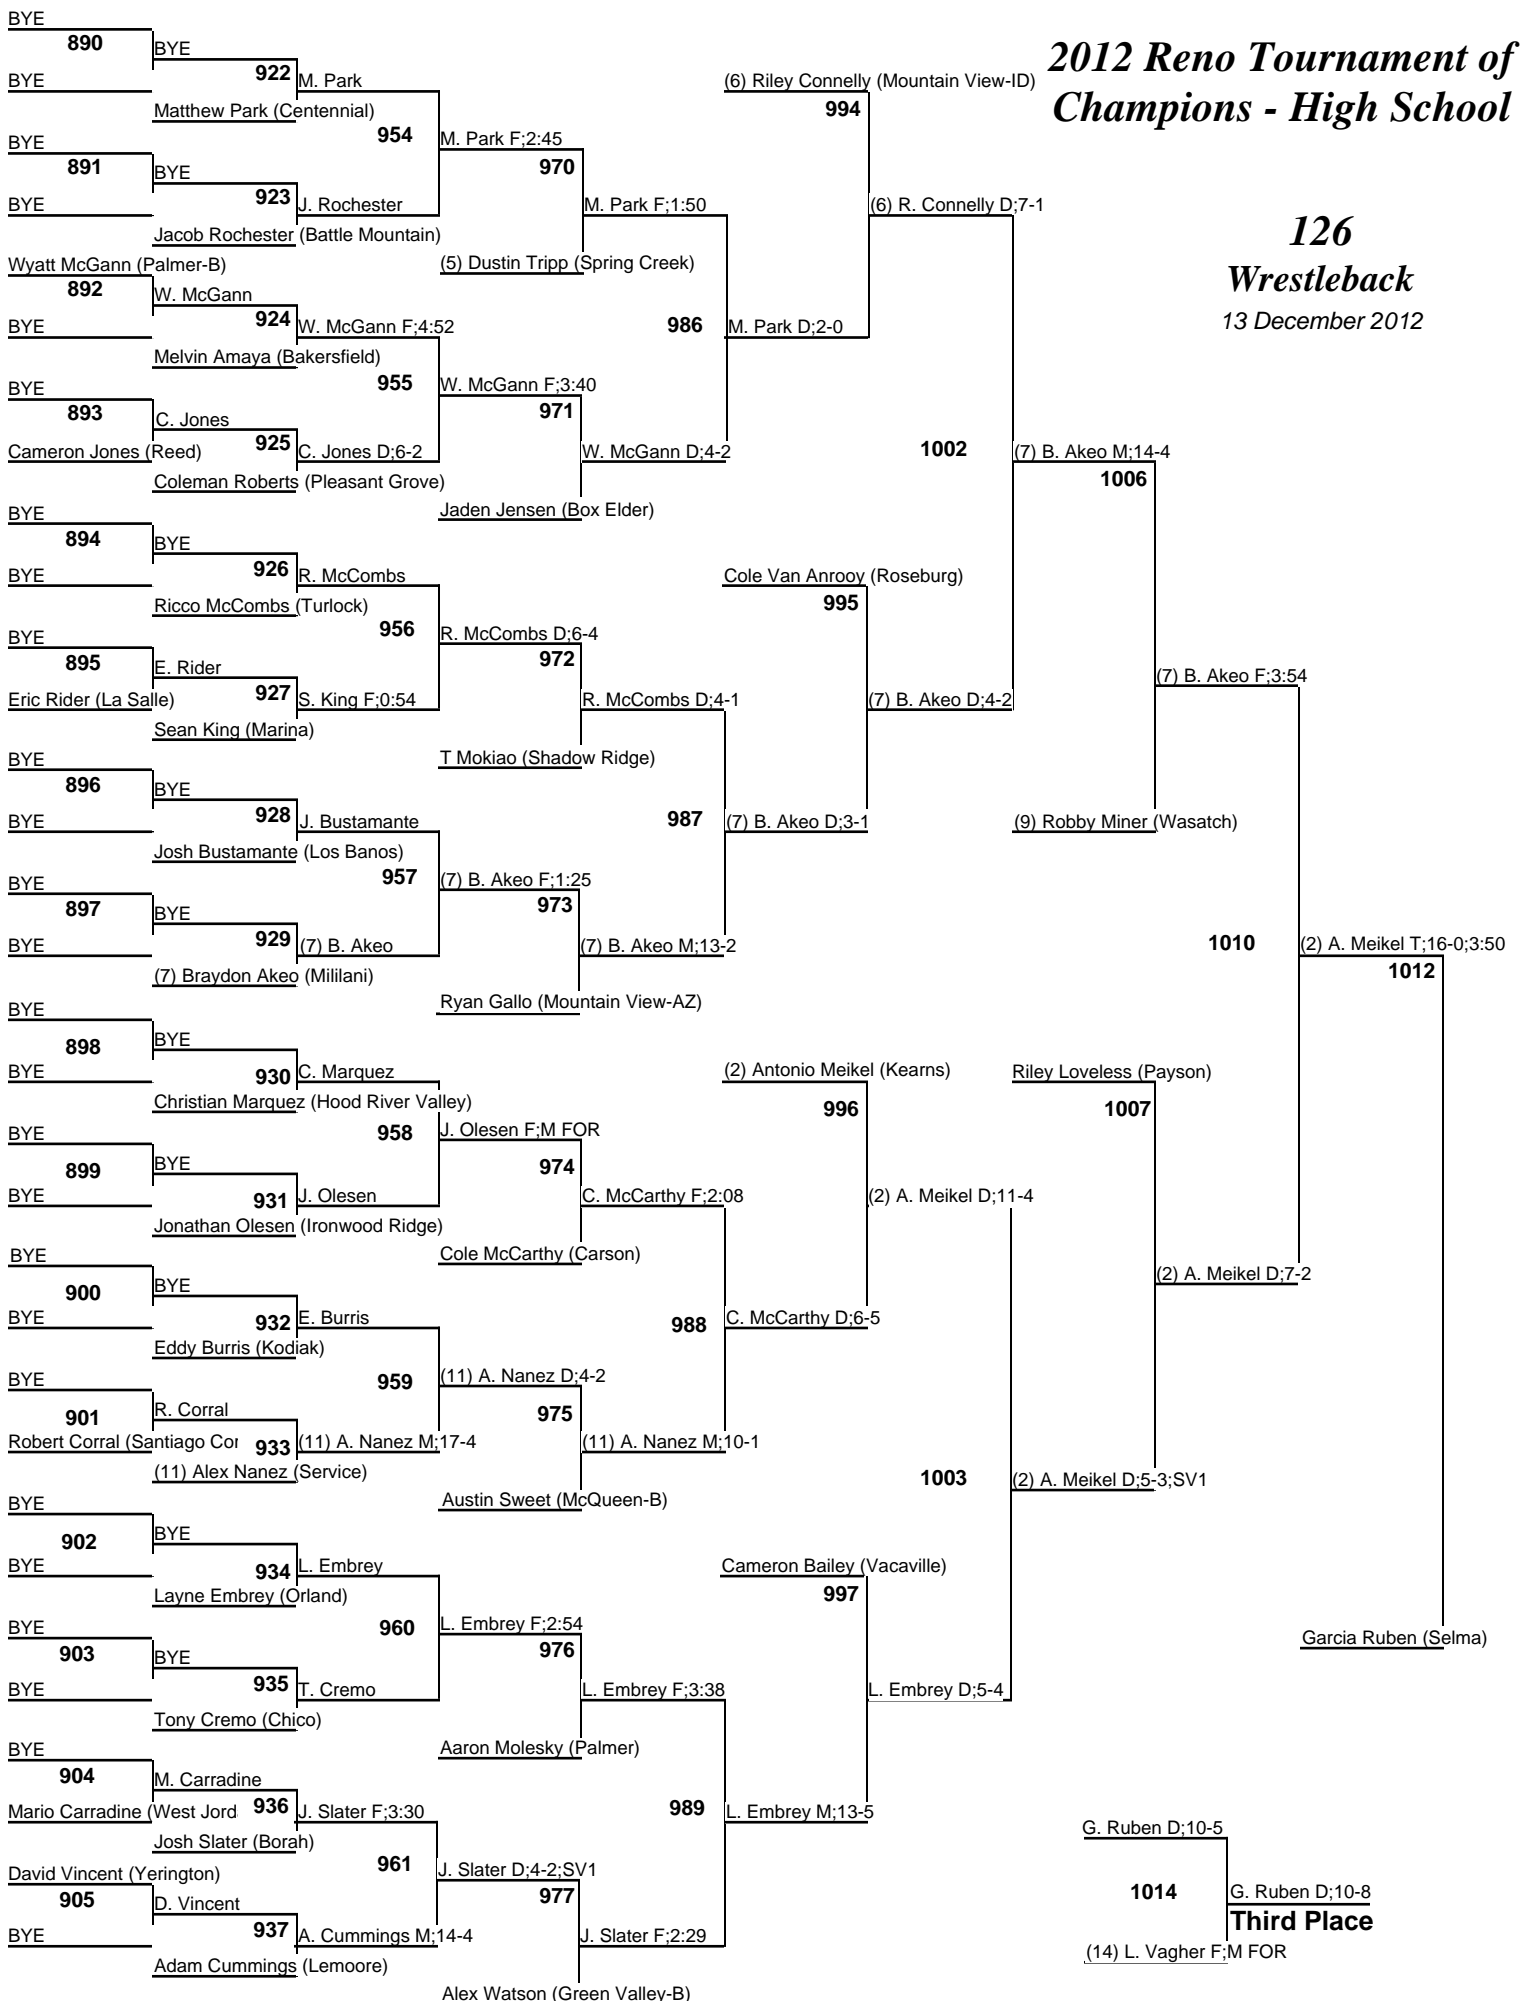 2012 Reno Tournament of
Champions - High School
126
Wrestleback
13 December 2012
BYE
890
BYE
BYE
922
M. Park
Matthew Park (Centennial)
954
BYE
891
BYE
BYE
923
J. Rochester
Jacob Rochester (Battle Mountain)
M. Park F;2:45
970
M. Park F;1:50
(5) Dustin Tripp (Spring Creek)
Wyatt McGann (Palmer-B)
892
W. McGann
BYE
924
W. McGann F;4:52
Melvin Amaya (Bakersfield)
955
BYE
893
C. Jones
Cameron Jones (Reed)
925
C. Jones D;6-2
Coleman Roberts (Pleasant Grove)
W. McGann F;3:40
971
W. McGann D;4-2
Jaden Jensen (Box Elder)
986
M. Park D;2-0
(6) Riley Connelly (Mountain View-ID)
994
(6) R. Connelly D;7-1
BYE
894
BYE
BYE
926
R. McCombs
Ricco McCombs (Turlock)
956
BYE
895
E. Rider
Eric Rider (La Salle)
927
S. King F;0:54
Sean King (Marina)
R. McCombs D;6-4
972
R. McCombs D;4-1
T Mokiao (Shadow Ridge)
BYE
896
BYE
BYE
928
J. Bustamante
Josh Bustamante (Los Banos)
957
BYE
897
BYE
BYE
929
(7) B. Akeo
(7) Braydon Akeo (Mililani)
(7) B. Akeo F;1:25
973
(7) B. Akeo M;13-2
Ryan Gallo (Mountain View-AZ)
987
(7) B. Akeo D;3-1
Cole Van Anrooy (Roseburg)
995
(7) B. Akeo D;4-2
1002
(7) B. Akeo M;14-4
1006
(7) B. Akeo F;3:54
(9) Robby Miner (Wasatch)
BYE
898
BYE
BYE
930
C. Marquez
Christian Marquez (Hood River Valley)
958
BYE
899
BYE
BYE
931
J. Olesen
Jonathan Olesen (Ironwood Ridge)
J. Olesen F;M FOR
974
C. McCarthy F;2:08
Cole McCarthy (Carson)
BYE
900
BYE
BYE
932
E. Burris
Eddy Burris (Kodiak)
959
BYE
901
R. Corral
Robert Corral (Santiago Cor
933
(11) A. Nanez M;17-4
(11) Alex Nanez (Service)
(11) A. Nanez D;4-2
975
(11) A. Nanez M;10-1
Austin Sweet (McQueen-B)
988
C. McCarthy D;6-5
(2) Antonio Meikel (Kearns)
996
(2) A. Meikel D;11-4
BYE
902
BYE
BYE
934
L. Embrey
Layne Embrey (Orland)
960
BYE
903
BYE
BYE
935
T. Cremo
Tony Cremo (Chico)
L. Embrey F;2:54
976
L. Embrey F;3:38
Aaron Molesky (Palmer)
BYE
904
M. Carradine
Mario Carradine (West Jord
936
J. Slater F;3:30
Josh Slater (Borah)
961
David Vincent (Yerington)
905
D. Vincent
BYE
937
A. Cummings M;14-4
Adam Cummings (Lemoore)
J. Slater D;4-2;SV1
977
J. Slater F;2:29
Alex Watson (Green Valley-B)
989
L. Embrey M;13-5
Cameron Bailey (Vacaville)
997
L. Embrey D;5-4
1003
(2) A. Meikel D;5-3;SV1
Riley Loveless (Payson)
1007
(2) A. Meikel D;7-2
1010
(2) A. Meikel T;16-0;3:50
1012
Garcia Ruben (Selma)
G. Ruben D;10-5
1014
G. Ruben D;10-8
Third Place
(14) L. Vagher F;M FOR